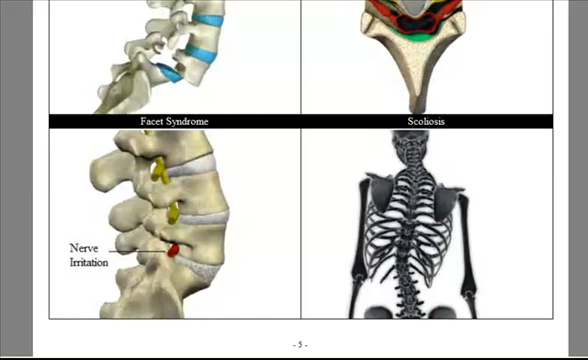 Facet Syndrome
Scoliosis
Nerve
Irritation
- 5 -